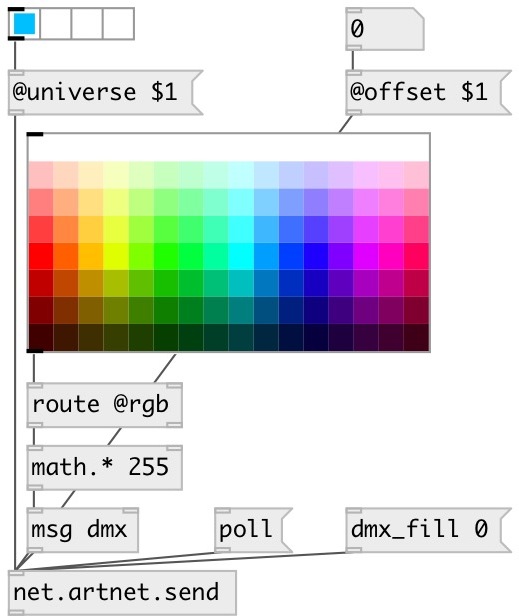 0
@universe $1
@offset $1
route @rgb
math.* 255
msg dmx
poll
dmx_fill 0
net.artnet.send